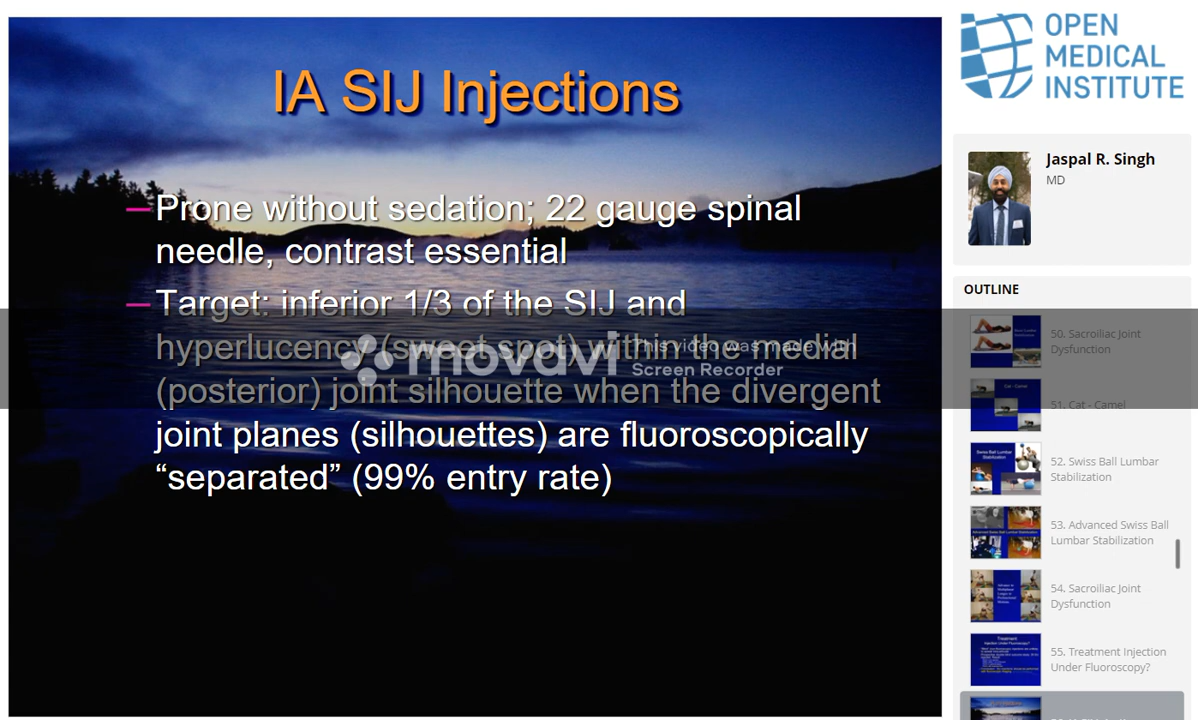 IA SIJ Injections
—Prone without sedation; 22 gauge spinal
needle, contrast essential
—Target: inferior 1/3 of the SIJ and
hyperlucency (sweet spot) within the medial
(posterior) joint silhouette when the divergent
joint planes (silhouettes) are fluoroscopically
“separated” (99% entry rate)
This video was made with
movavi
Screen Recorder
OPEN
MEDICAL
INSTITUTE
Jaspal R. Singh
MD
OUTLINE
50. Sacroiliac Joint
Dysfunction
51. Cat - Camel
52. Swiss Ball Lumbar
Stabilization
53. Advanced Swiss Ball
Lumbar Stabilization
54. Sacroiliac Joint
Dysfunction
55. Treatment Injection
Under Fluoroscopy?